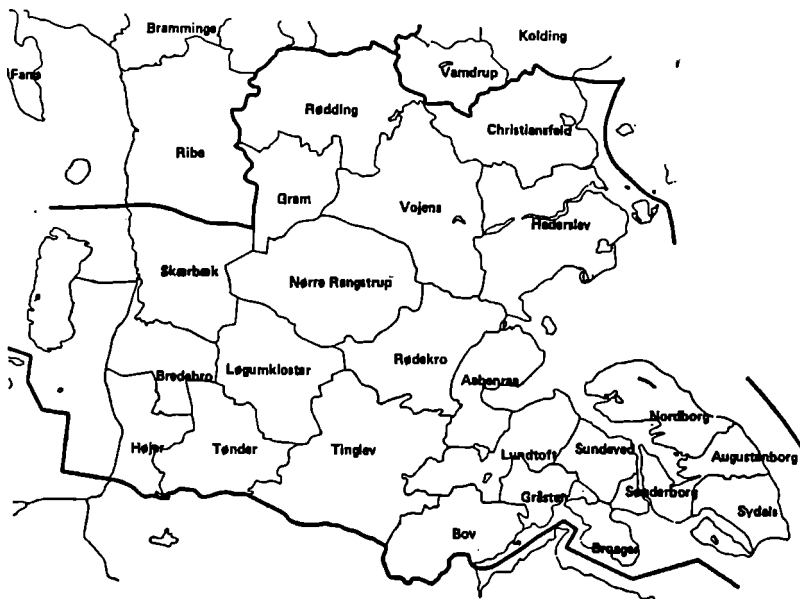 Bramminge
Kolding
Fanø
Vamdrup
Rødding
Christiansfeld
Ribe
Gram
Vojens
Haderslev
Skærbæk
Nørre Rangstrup
Rødekro
Løgumkloster
Bredebro
Aabenraa
Nordborg
Højer
Tønder
Tinglev
Lundtoft
Sundeved
Augustenborg
Gråsten
Sønderborg
Sydals
Bov
Broager